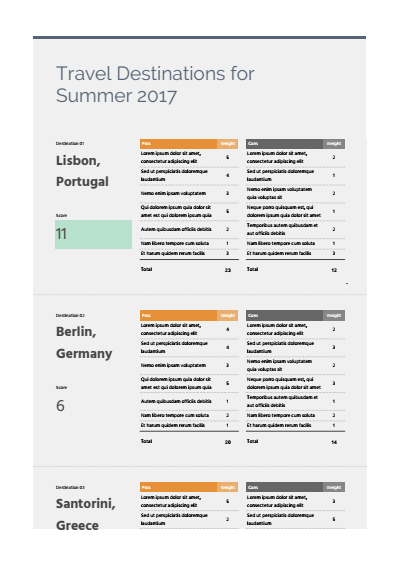 Travel Destinations for
Summer 2017
Destination 01
Lisbon,
Portugal
Score
11
Pros Weight
Lorem ipsum dolor sit amet,
consectetur adipiscing elit 5
Sed ut perspiciatis doloremque
laudantium 4
Nemo enim ipsam voluptatem 3
Qui dolorem ipsum quia dolor sit
amet est qui dolorem ipsum quia 5
Autem quibusdam officiis debitis 2
Nam libero tempore cum soluta 1
Et harum quidem rerum facilis 3
Total 23
Cons Weight
Lorem ipsum dolor sit amet,
consectetur adipiscing elit 2
Sed ut perspiciatis doloremque
laudantium 1
Nemo enim ipsam voluptatem
quia voluptas sit 2
Neque porro quisquam est, qui
dolorem ipsum quia dolor sit amet 1
Temporibus autem quibusdam et
aut officiis debitis 2
Nam libero tempore cum soluta 1
Et harum quidem rerum facilis 3
Total 12
Destination 02
Berlin,
Germany
Score
6
Pros Weight
Lorem ipsum dolor sit amet,
consectetur adipiscing elit 4
Sed ut perspiciatis doloremque
laudantium 4
Nemo enim ipsam voluptatem 3
Qui dolorem ipsum quia dolor sit
amet est qui dolorem ipsum quia 5
Autem quibusdam officiis debitis 1
Nam libero tempore cum soluta 2
Et harum quidem rerum facilis 1
Total 20
Cons Weight
Lorem ipsum dolor sit amet,
consectetur adipiscing elit 2
Sed ut perspiciatis doloremque
laudantium 3
Nemo enim ipsam voluptatem
quia voluptas sit 2
Neque porro quisquam est, qui
dolorem ipsum quia dolor sit amet 3
Temporibus autem quibusdam et
aut officiis debitis 1
Nam libero tempore cum soluta 2
Et harum quidem rerum facilis 1
Total 14
Destination 03
Santorini,
Greece
Pros Weight
Lorem ipsum dolor sit amet,
consectetur adipiscing elit 5
Sed ut perspiciatis doloremque
laudantium 2
Cons Weight
Lorem ipsum dolor sit amet,
consectetur adipiscing elit 3
Sed ut perspiciatis doloremque
laudantium 5